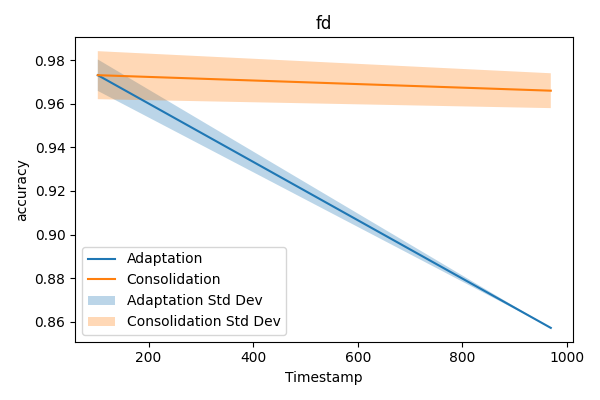 fd
accuracy
0.98
0.96
0.94
0.92
0.90
0.88
0.86
Adaptation
Consolidation
Adaptation Std Dev
Consolidation Std Dev
200
400
600
800
1000
Timestamp